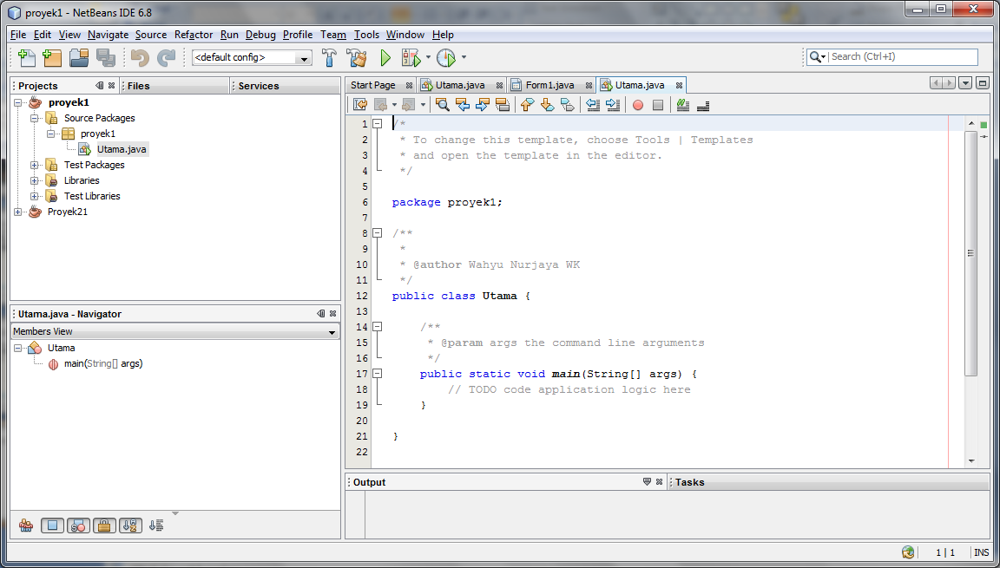 proyek1 - NetBeans IDE 6.8
File Edit View Navigate Source Refactor Run Debug Profile Team Tools Window Help
<default config>
Search (Ctrl+I)
Projects
Files
Services
proyek1
Source Packages
proyek1
Utama.java
Test Packages
Libraries
Test Libraries
Proyek21
Utama.java - Navigator
Members View
Utama
main(String[] args)
Start Page
Utama.java
Form1.java
Utama.java
1 /*
2 * To change this template, choose Tools | Templates
3 * and open the template in the editor.
4 */
5
6 package proyek1;
7
8 /**
9 *
10 * @author Wahyu Nurjaya WK
11 */
12 public class Utama {
13
14 /**
15 * @param args the command line arguments
16 */
17 public static void main(String[] args) {
18 // TODO code application logic here
19 }
20
21 }
22
Output
Tasks
1 | 1
INS